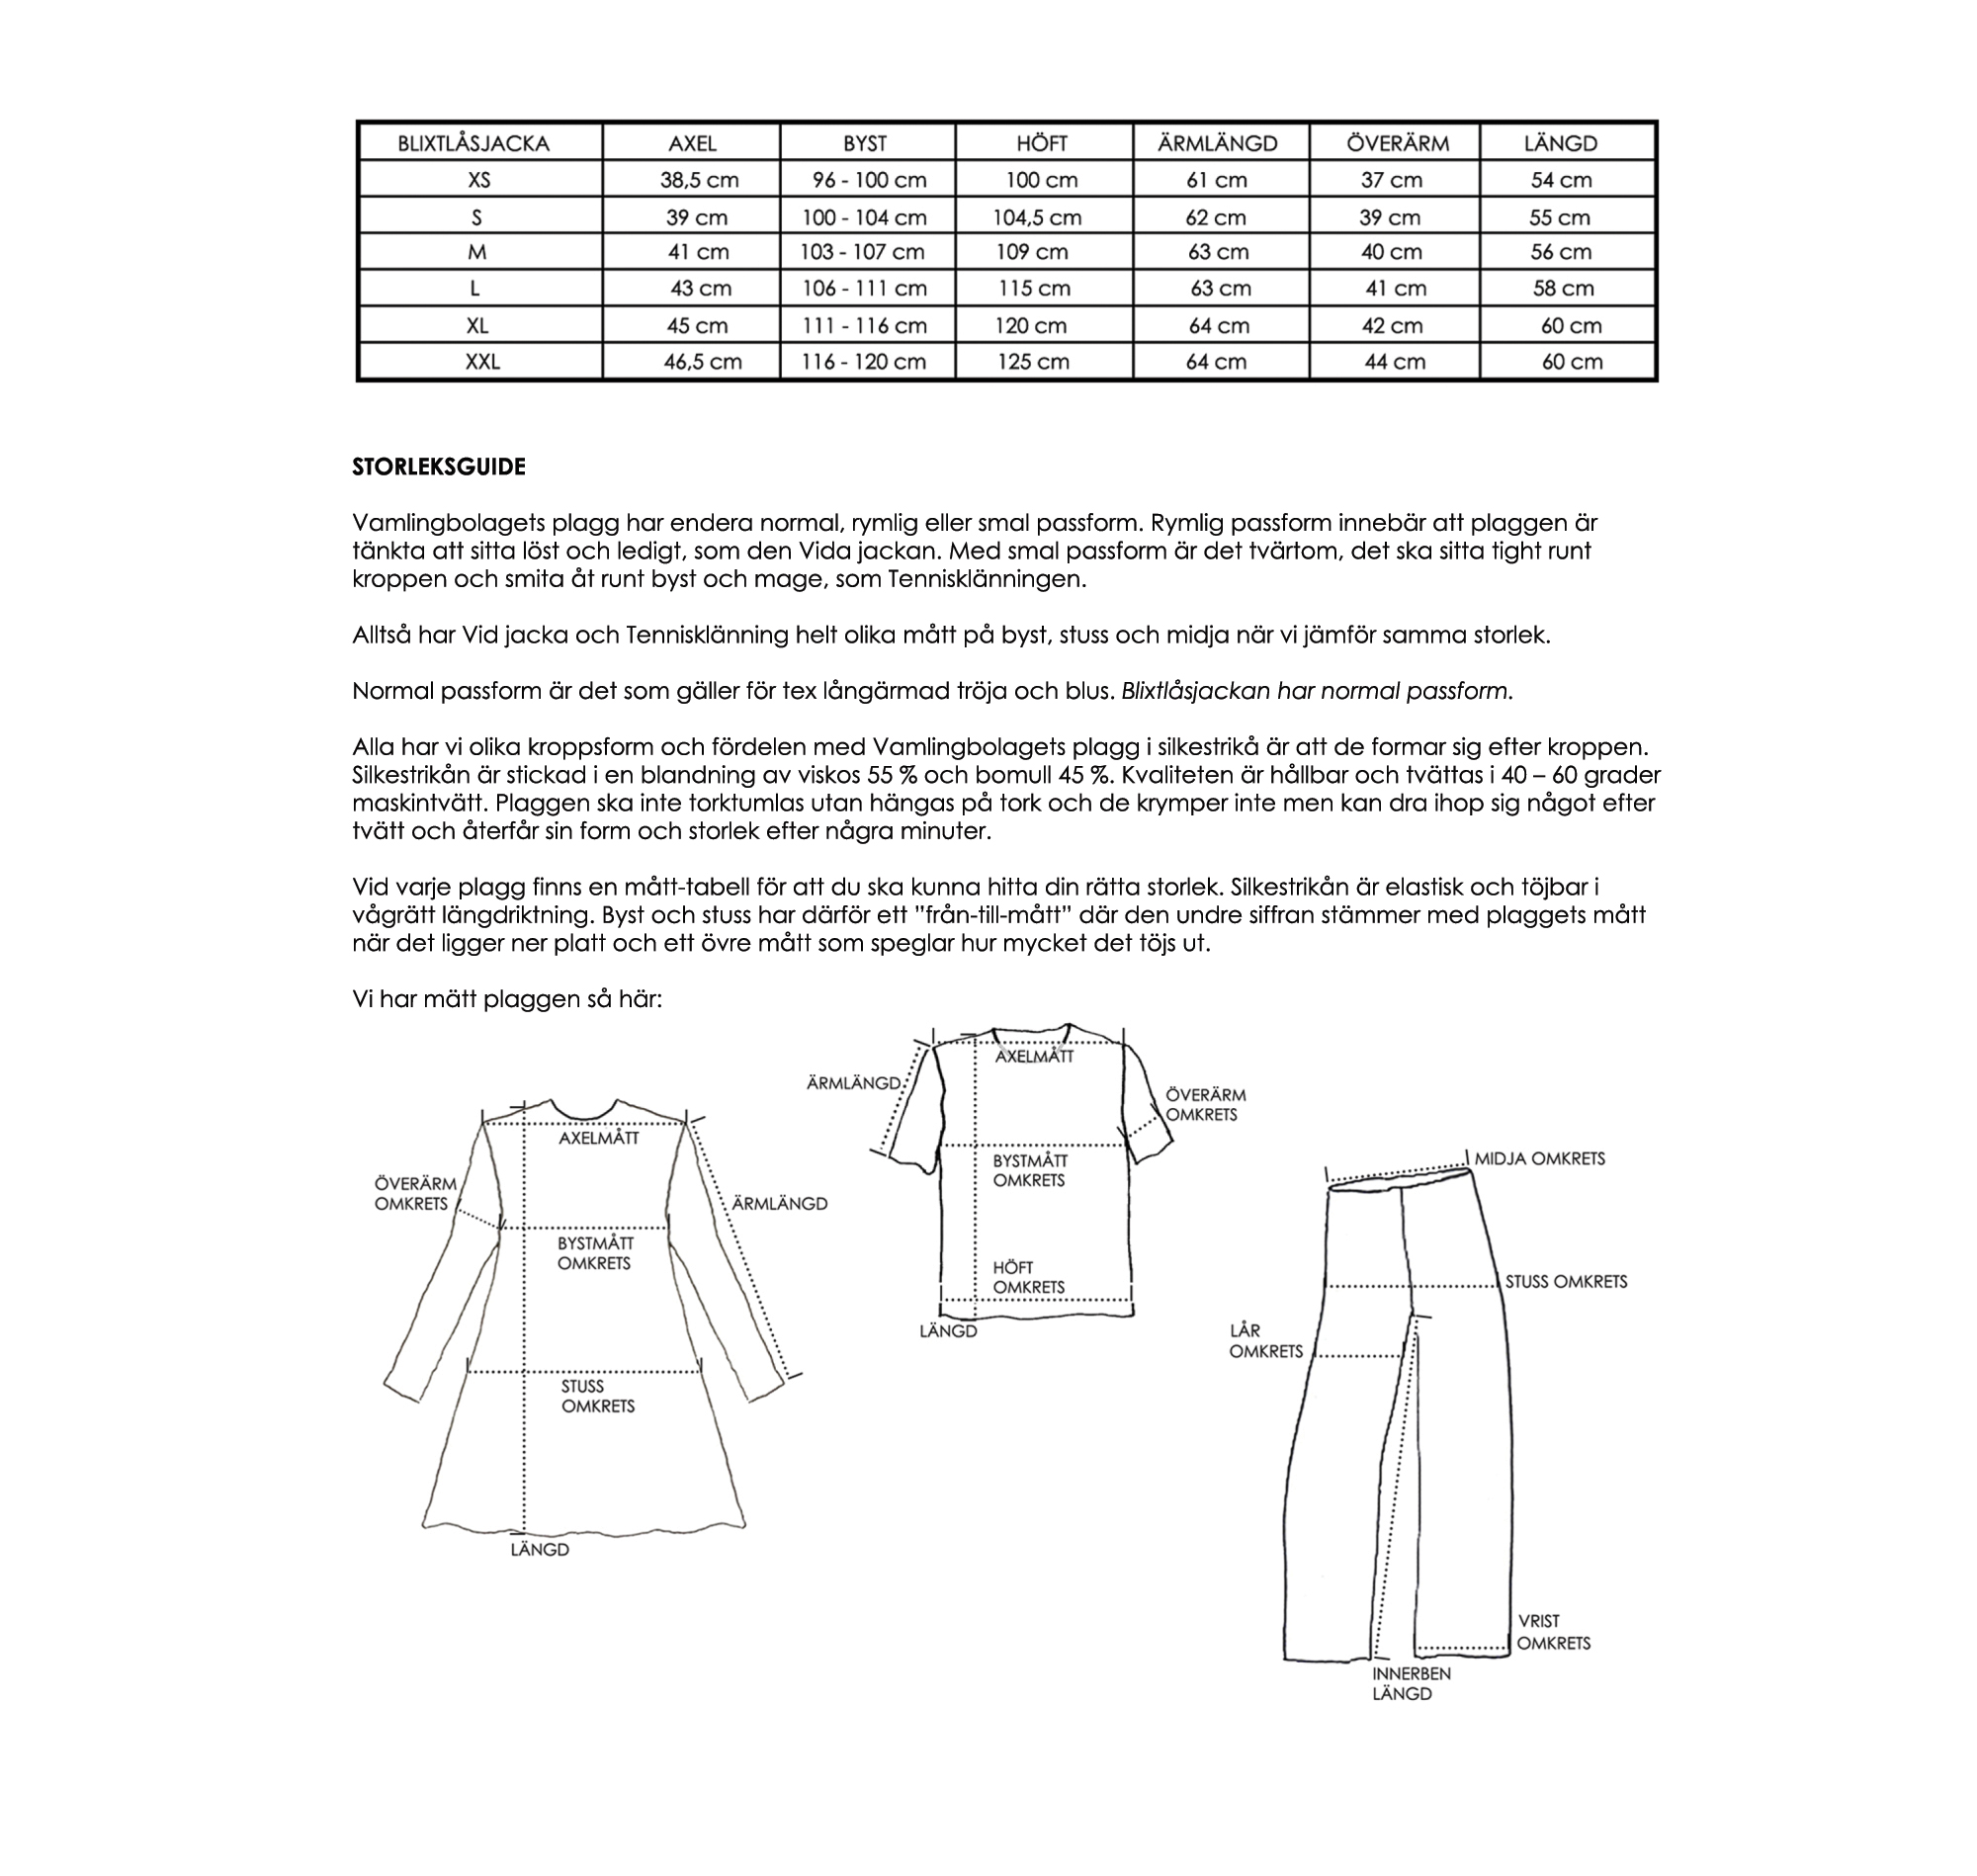 BLIXTLÅSJACKA AXEL BYST HÖFT ÄRMLÄNGD ÖVERÄRM LÄNGD
XS 38,5 cm 96 - 100 cm 100 cm 61 cm 37 cm 54 cm
S 39 cm 100 - 104 cm 104,5 cm 62 cm 39 cm 55 cm
M 41 cm 103 - 107 cm 109 cm 63 cm 40 cm 56 cm
L 43 cm 106 - 111 cm 115 cm 63 cm 41 cm 58 cm
XL 45 cm 111 - 116 cm 120 cm 64 cm 42 cm 60 cm
XXL 46,5 cm 116 - 120 cm 125 cm 64 cm 44 cm 60 cm
STORLEKSGUIDE
Vamlingbolagets plagg har endera normal, rymlig eller smal passform. Rymlig passform innebär att plaggen är
tänkta att sitta löst och ledigt, som den Vida jackan. Med smal passform är det tvärtom, det ska sitta tight runt
kroppen och smita åt runt byst och mage, som Tennisklänningen.
Alltså har Vid jacka och Tennisklänning helt olika mått på byst, stuss och midja när vi jämför samma storlek.
Normal passform är det som gäller för tex långärmad tröja och blus. Blixtlåsjackan har normal passform.
Alla har vi olika kroppsform och fördelen med Vamlingbolagets plagg i silkestrikå är att de formar sig efter kroppen.
Silkestrikån är stickad i en blandning av viskos 55 % och bomull 45 %. Kvaliteten är hållbar och tvättas i 40 – 60 grader
maskintvätt. Plaggen ska inte torktumlas utan hängas på tork och de krymper inte men kan dra ihop sig något efter
tvätt och återfår sin form och storlek efter några minuter.
Vid varje plagg finns en mått-tabell för att du ska kunna hitta din rätta storlek. Silkestrikån är elastisk och töjbar i
vågrätt längdriktning. Byst och stuss har därför ett ”från-till-mått” där den undre siffran stämmer med plaggets mått
när det ligger ner platt och ett övre mått som speglar hur mycket det töjs ut.
Vi har mätt plaggen så här:
AXELMÅTT
ÖVERÄRM
OMKRETS
ÄRMLÄNGD
BYSTMÅTT
OMKRETS
STUSS
OMKRETS
LÄNGD
AXELMÅTT
ÄRMLÄNGD
ÖVERÄRM
OMKRETS
BYSTMÅTT
OMKRETS
HÖFT
OMKRETS
LÄNGD
MIDJA OMKRETS
STUSS OMKRETS
LÅR
OMKRETS
VRIST
OMKRETS
INNERBEN
LÄNGD